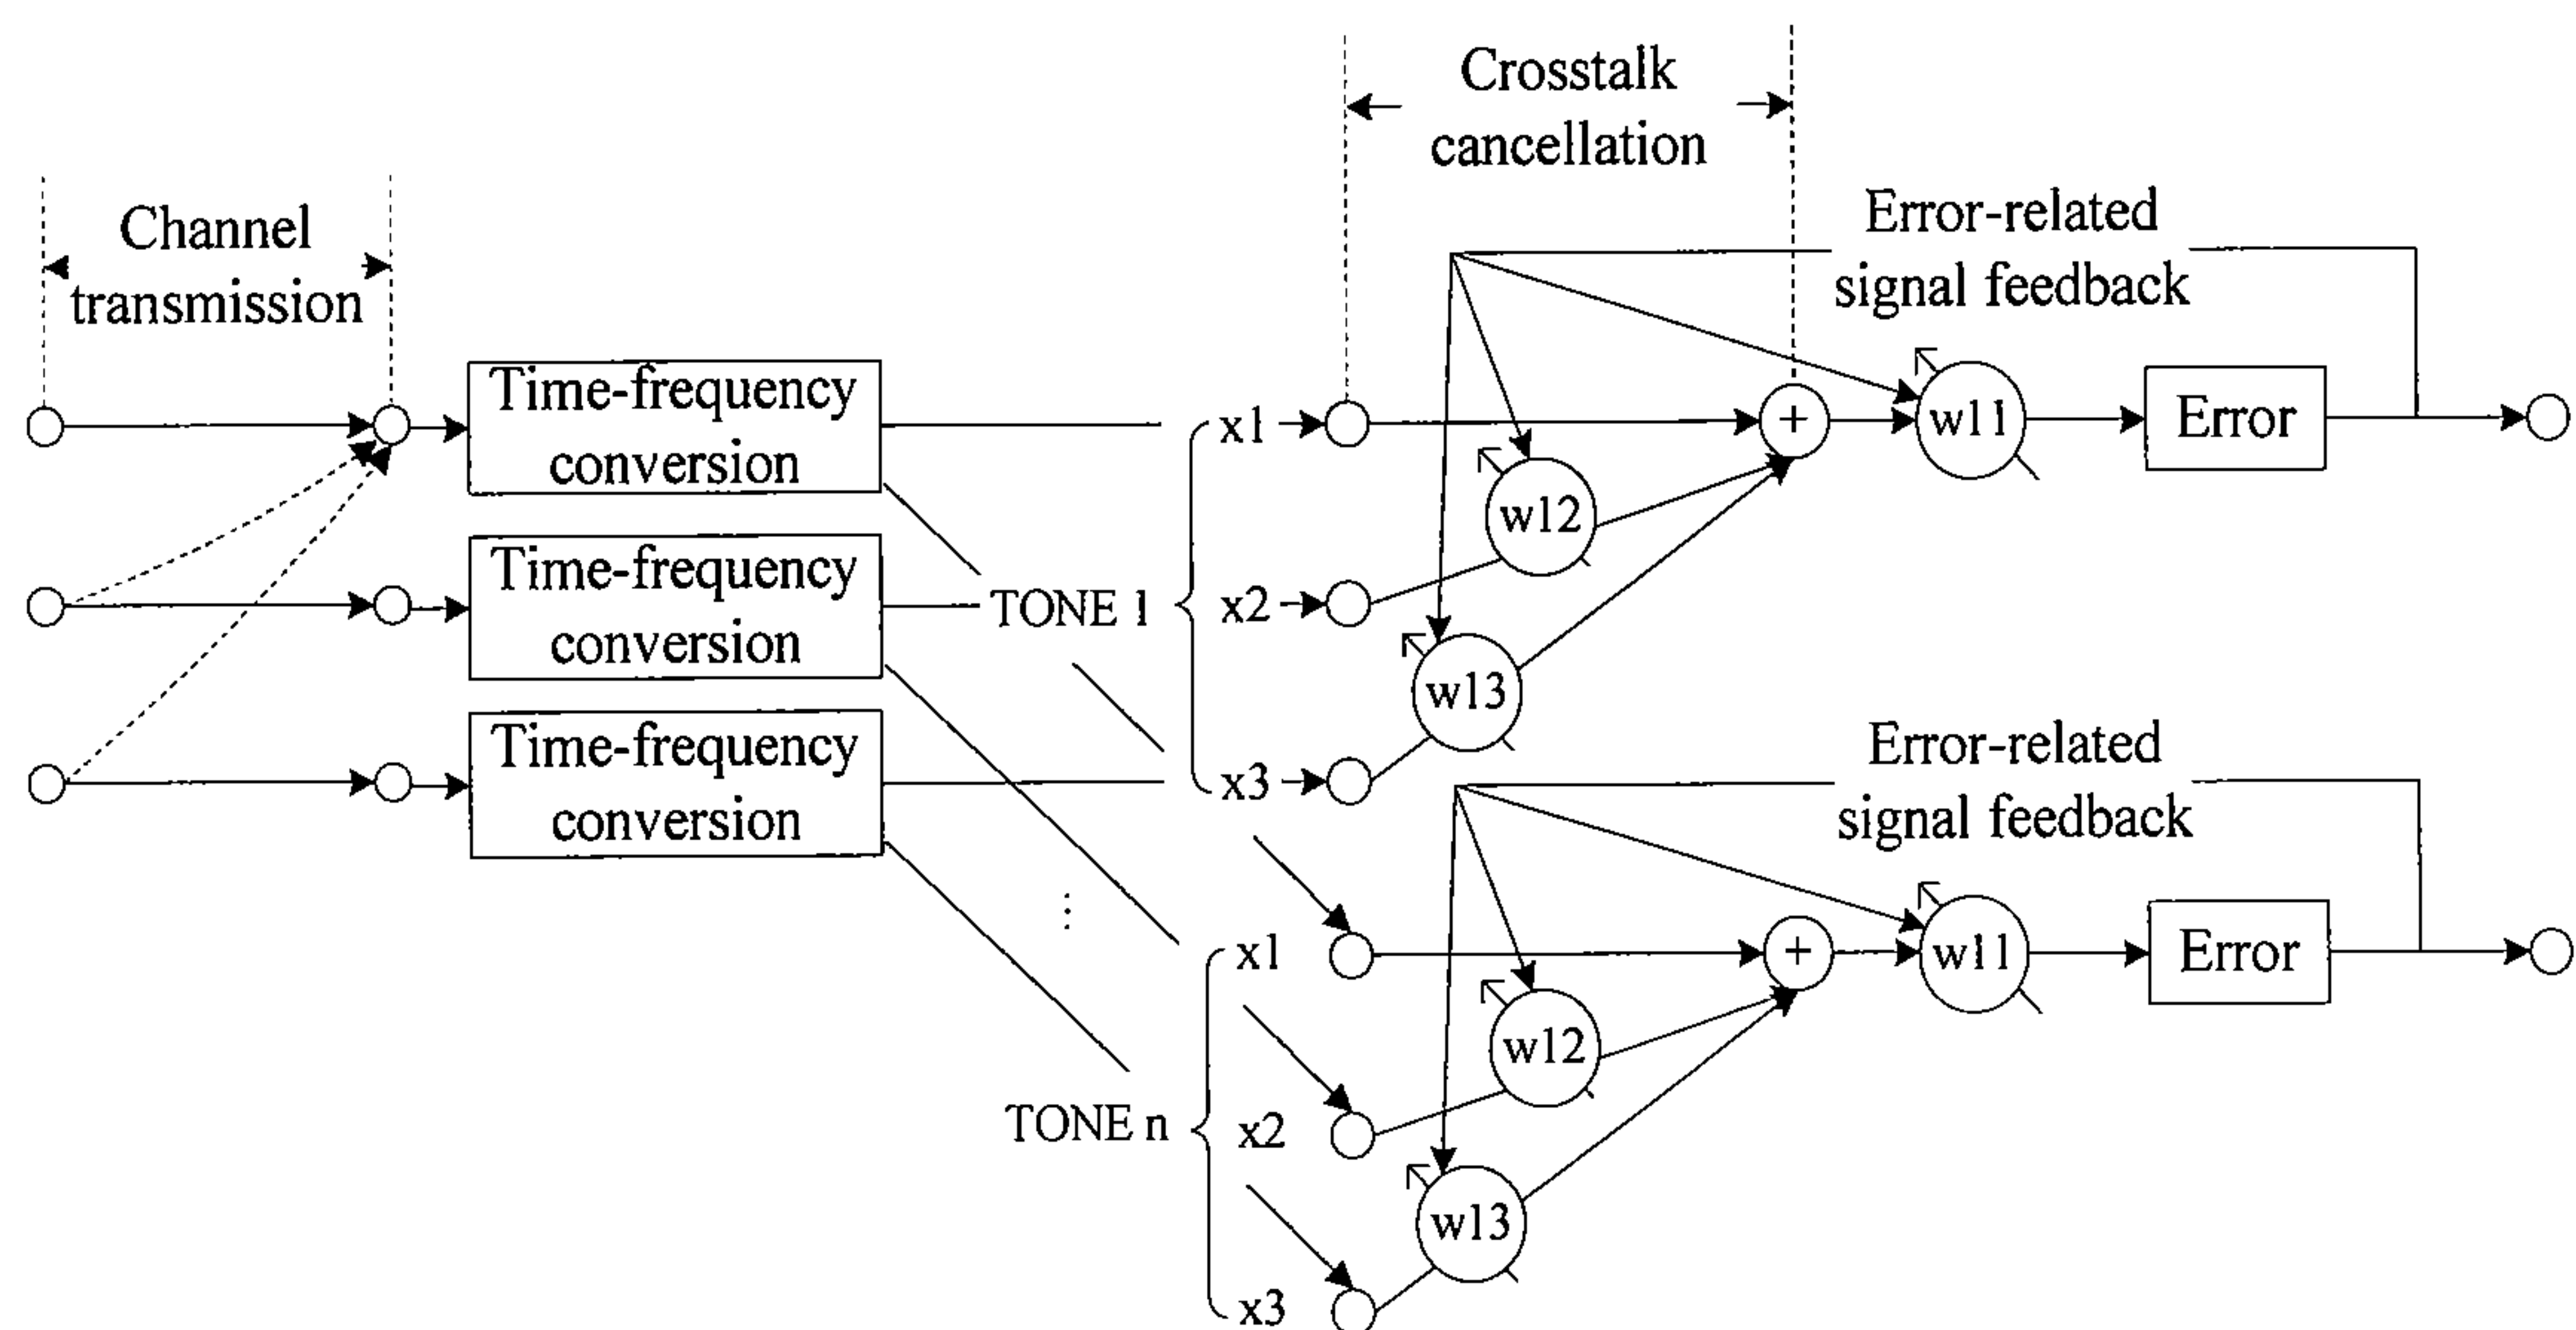 Crosstalk
cancellation
Channel
transmission
Error-related
signal feedback
Time-frequency
conversion
x1
+
w11
Error
w12
Time-frequency
conversion
TONE 1
x2
w13
Time-frequency
conversion
x3
Error-related
signal feedback
⋮
x1
+
w11
Error
w12
TONE n
x2
w13
x3